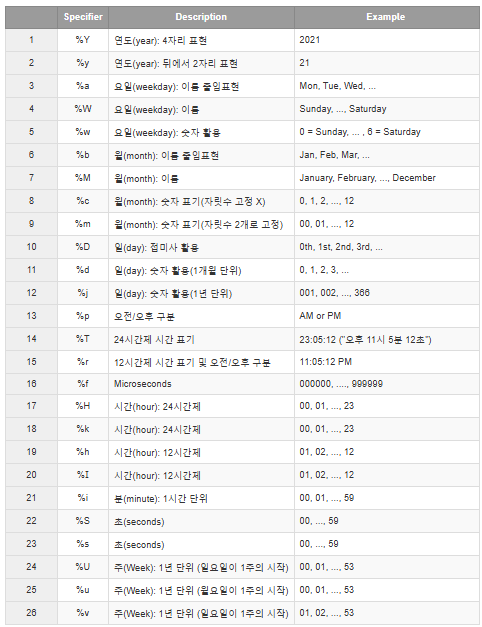 Specifier Description Example
1 %Y 연도(year): 4자리 표현 2021
2 %y 연도(year): 뒤에서 2자리 표현 21
3 %a 요일(weekday): 이름 줄임표현 Mon, Tue, Wed, ...
4 %W 요일(weekday): 이름 Sunday, ..., Saturday
5 %w 요일(weekday): 숫자 활용 0 = Sunday, ... , 6 = Saturday
6 %b 월(month): 이름 줄임표현 Jan, Feb, Mar, ...
7 %M 월(month): 이름 January, February, ..., December
8 %c 월(month): 숫자 표기(자릿수 고정 X) 0, 1, 2, ..., 12
9 %m 월(month): 숫자 표기(자릿수 2개로 고정) 00, 01, ..., 12
10 %D 일(day): 접미사 활용 0th, 1st, 2nd, 3rd, ...
11 %d 일(day): 숫자 활용(1개월 단위) 0, 1, 2, 3, ...
12 %j 일(day): 숫자 활용(1년 단위) 001, 002, ..., 366
13 %p 오전/오후 구분 AM or PM
14 %T 24시간제 시간 표기 23:05:12 ("오후 11시 5분 12초")
15 %r 12시간제 시간 표기 및 오전/오후 구분 11:05:12 PM
16 %f Microseconds 000000, ...., 999999
17 %H 시간(hour): 24시간제 00, 01, ..., 23
18 %k 시간(hour): 24시간제 00, 01, ..., 23
19 %h 시간(hour): 12시간제 01, 02, ..., 12
20 %I 시간(hour): 12시간제 01, 02, ..., 12
21 %i 분(minute): 1시간 단위 00, 01, ..., 59
22 %S 초(seconds) 00, ..., 59
23 %s 초(seconds) 00, ..., 59
24 %U 주(Week): 1년 단위 (일요일이 1주의 시작) 00, 01, ..., 53
25 %u 주(Week): 1년 단위 (월요일이 1주의 시작) 00, 01, ..., 53
26 %v 주(Week): 1년 단위 (일요일이 1주의 시작) 01, 02, ..., 53